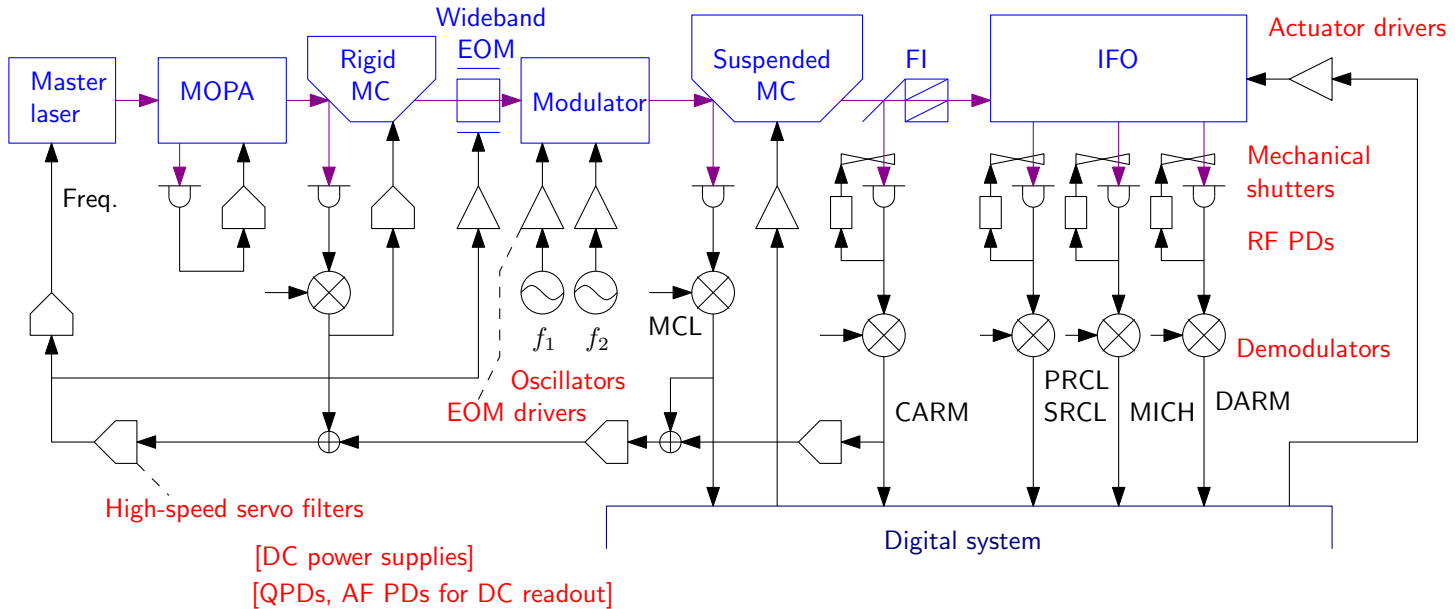 Wideband
EOM
Actuator drivers
Master
laser
MOPA
Rigid
MC
Modulator
Suspended
MC
FI
IFO
Freq.
Mechanical
shutters
RF PDs
f1
f2
MCL
Demodulators
Oscillators
EOM drivers
CARM
PRCL
SRCL
MICH
DARM
High-speed servo filters
Digital system
[DC power supplies]
[QPDs, AF PDs for DC readout]